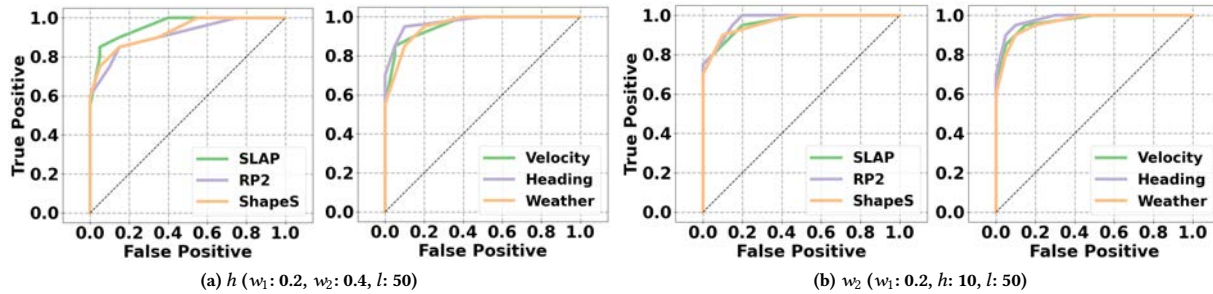 True Positive
1.0
0.8
0.6
0.4
0.2
0.0
SLAP
RP2
ShapeS
0.0 0.2 0.4 0.6 0.8 1.0
False Positive
1.0
0.8
0.6
0.4
0.2
0.0
Velocity
Heading
Weather
0.0 0.2 0.4 0.6 0.8 1.0
False Positive
(a) h (w₁: 0.2, w₂: 0.4, l: 50)
True Positive
1.0
0.8
0.6
0.4
0.2
0.0
SLAP
RP2
ShapeS
0.0 0.2 0.4 0.6 0.8 1.0
False Positive
1.0
0.8
0.6
0.4
0.2
0.0
Velocity
Heading
Weather
0.0 0.2 0.4 0.6 0.8 1.0
False Positive
(b) w₂ (w₁: 0.2, h: 10, l: 50)